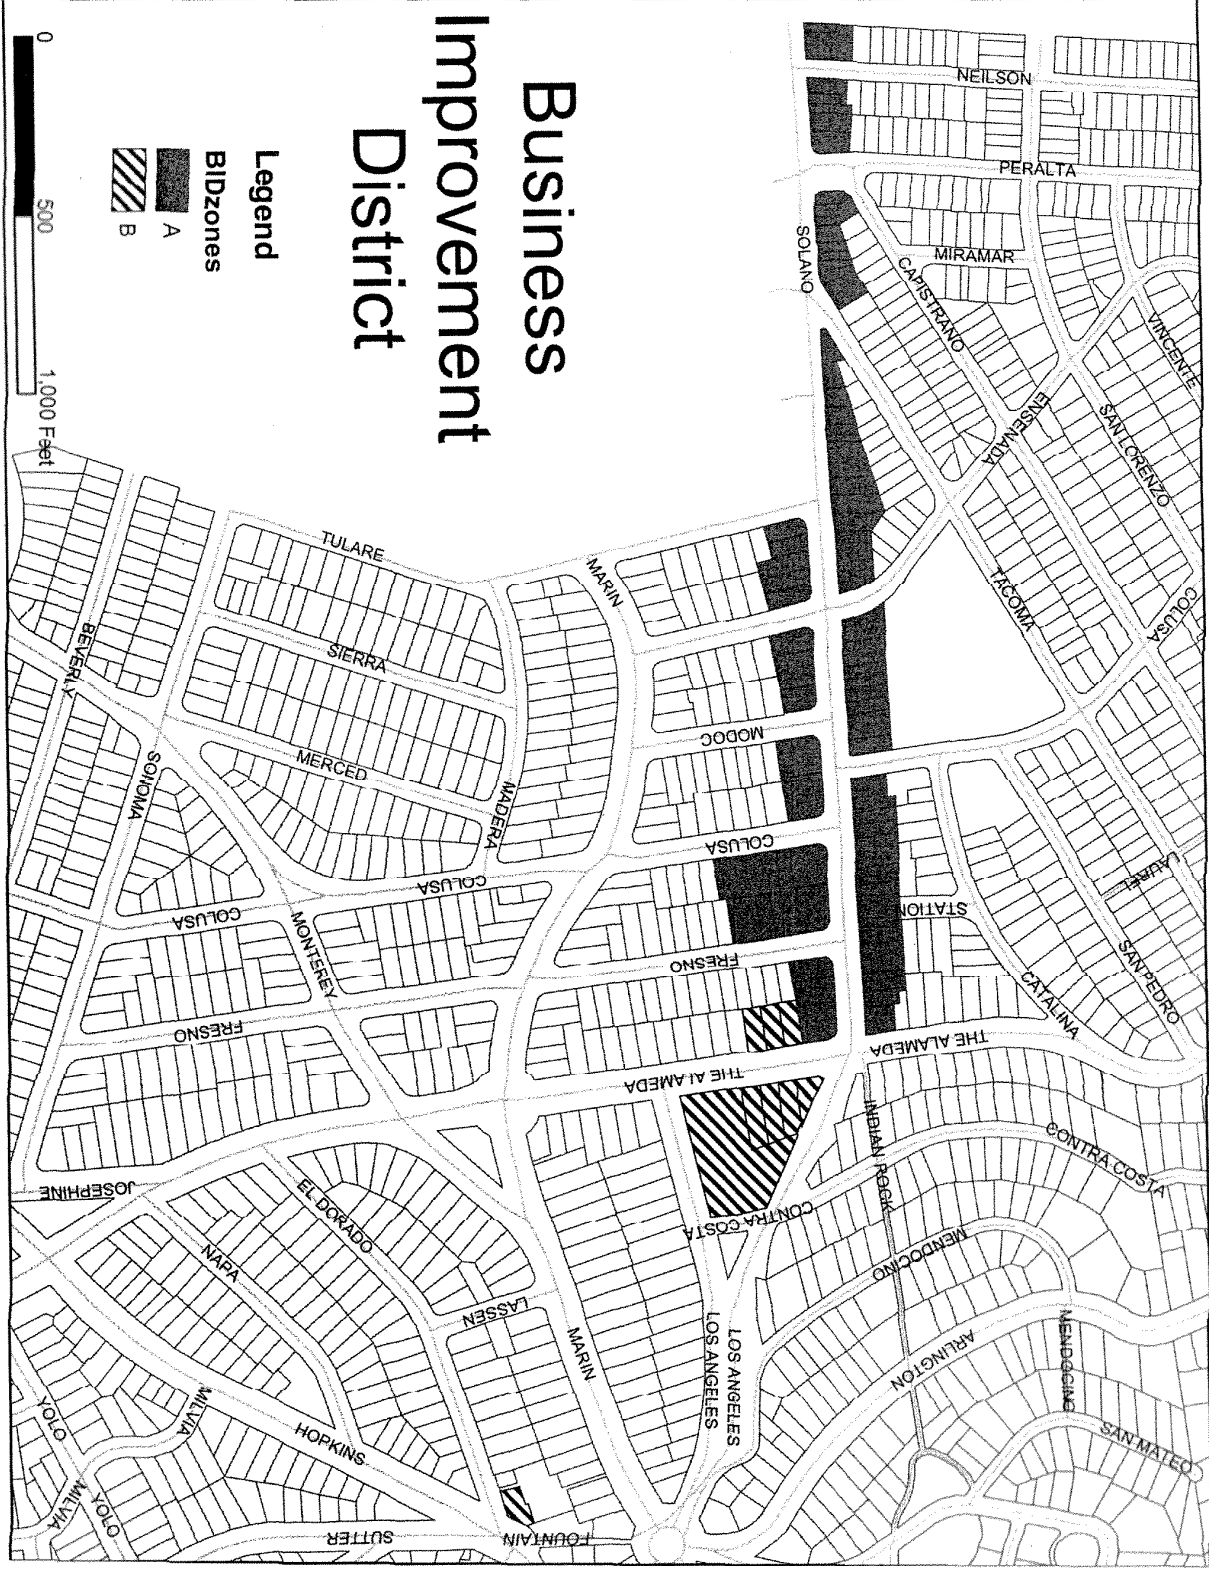 Business
Improvement
District
Legend
BIDzones
A
B
0
500
1,000 Feet
NEILSON
PERALTA
MIRAMAR
SOLANO
CAPISTRANO
VINCENTE
ENSENADA
SAN LORENZO
TACOMA
COLUSA
TULARE
MARIN
SIERRA
BEVERLY
MODOC
MERCED
MADERA
SONOMA
COLUSA
COLUSA
COLUSA
MONTEREY
STATION
LAUREL
SAN PEDRO
CATALINA
FRESNO
FRESNO
THE ALAMEDA
THE ALAMEDA
INDIAN ROCK
CONTRA COSTA
CONTRA COSTA
JOSEPHINE
EL DORADO
NAPA
LASSEN
MARIN
MENDOCINO
MENDOCINO
ARLINGTON
LOS ANGELES
LOS ANGELES
SAN MATEO
HOPKINS
MILVIA
YOLO
YOLO
MILVIA
SUTTER
FOUNTAIN